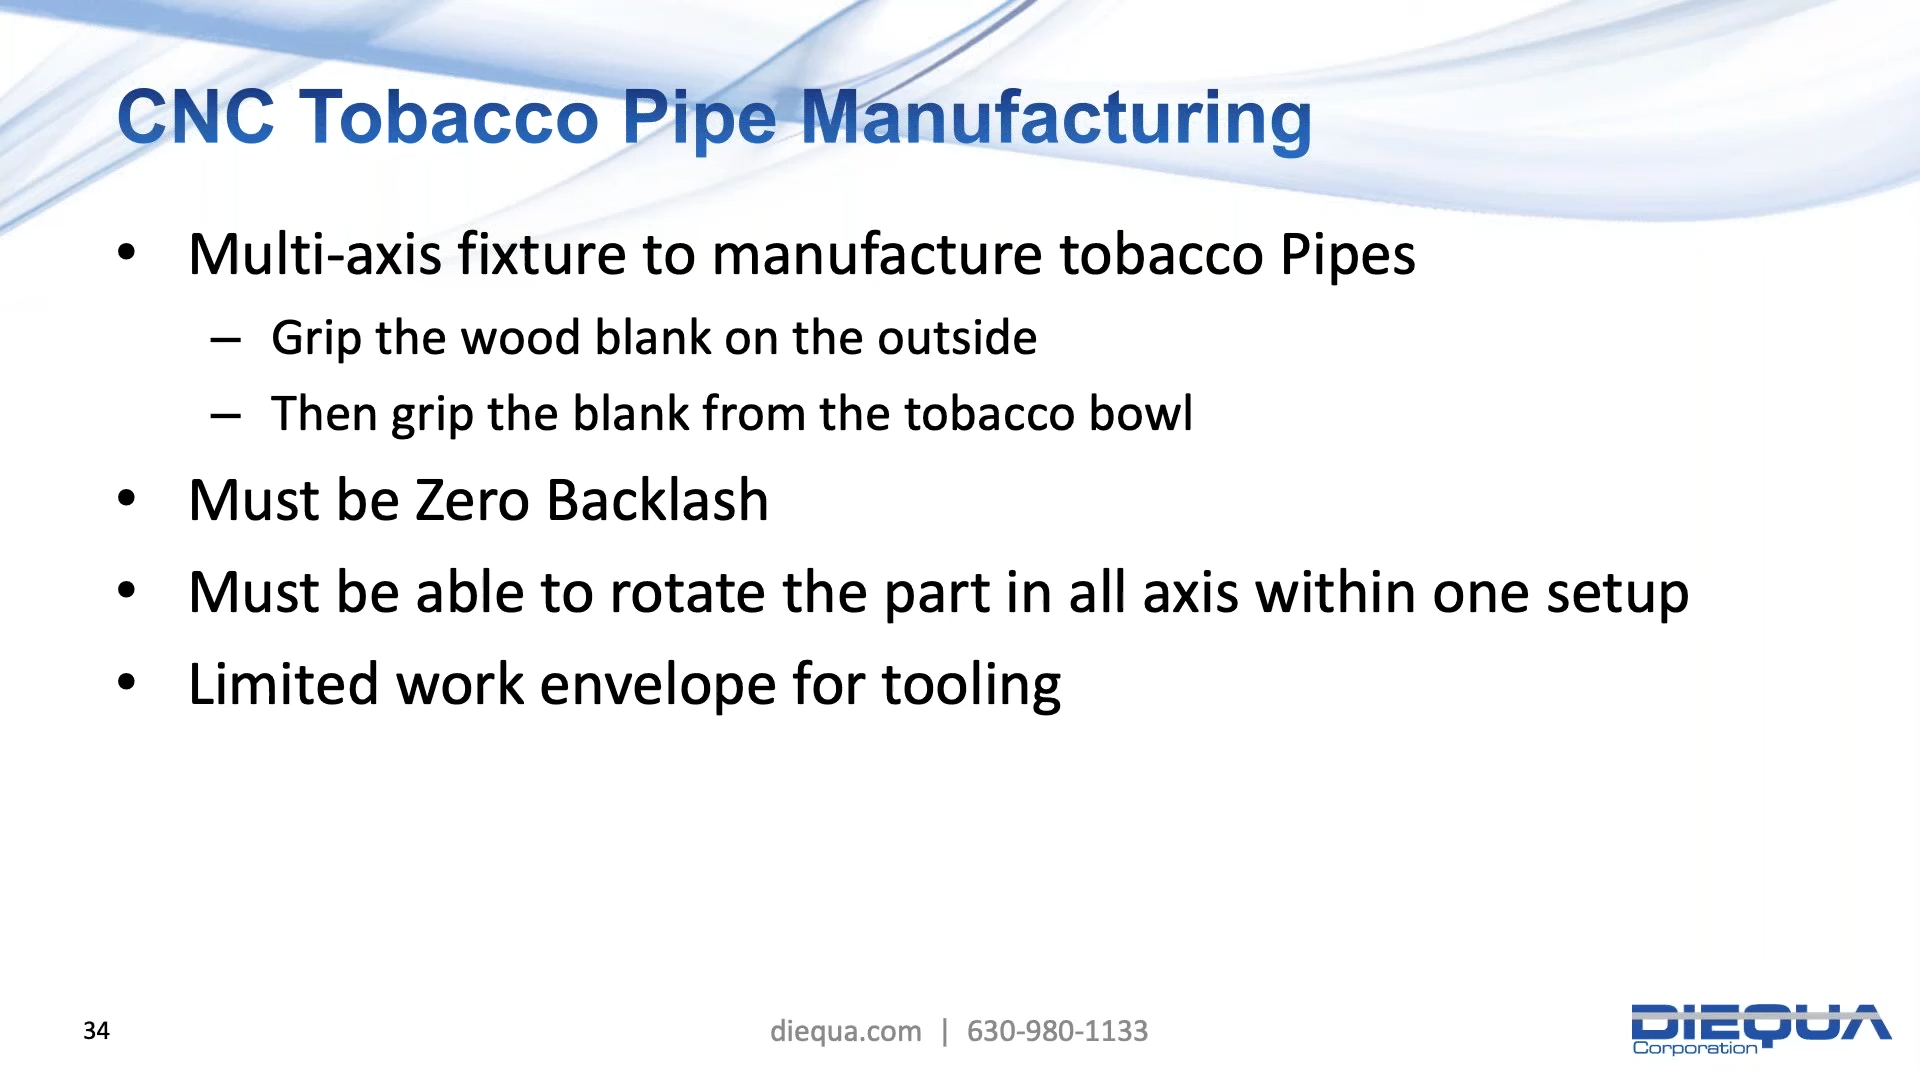 CNC Tobacco Pipe Manufacturing
• Multi-axis fixture to manufacture tobacco Pipes
– Grip the wood blank on the outside
– Then grip the blank from the tobacco bowl
• Must be Zero Backlash
• Must be able to rotate the part in all axis within one setup
• Limited work envelope for tooling
34
diequa.com | 630-980-1133
DIEQUA
Corporation